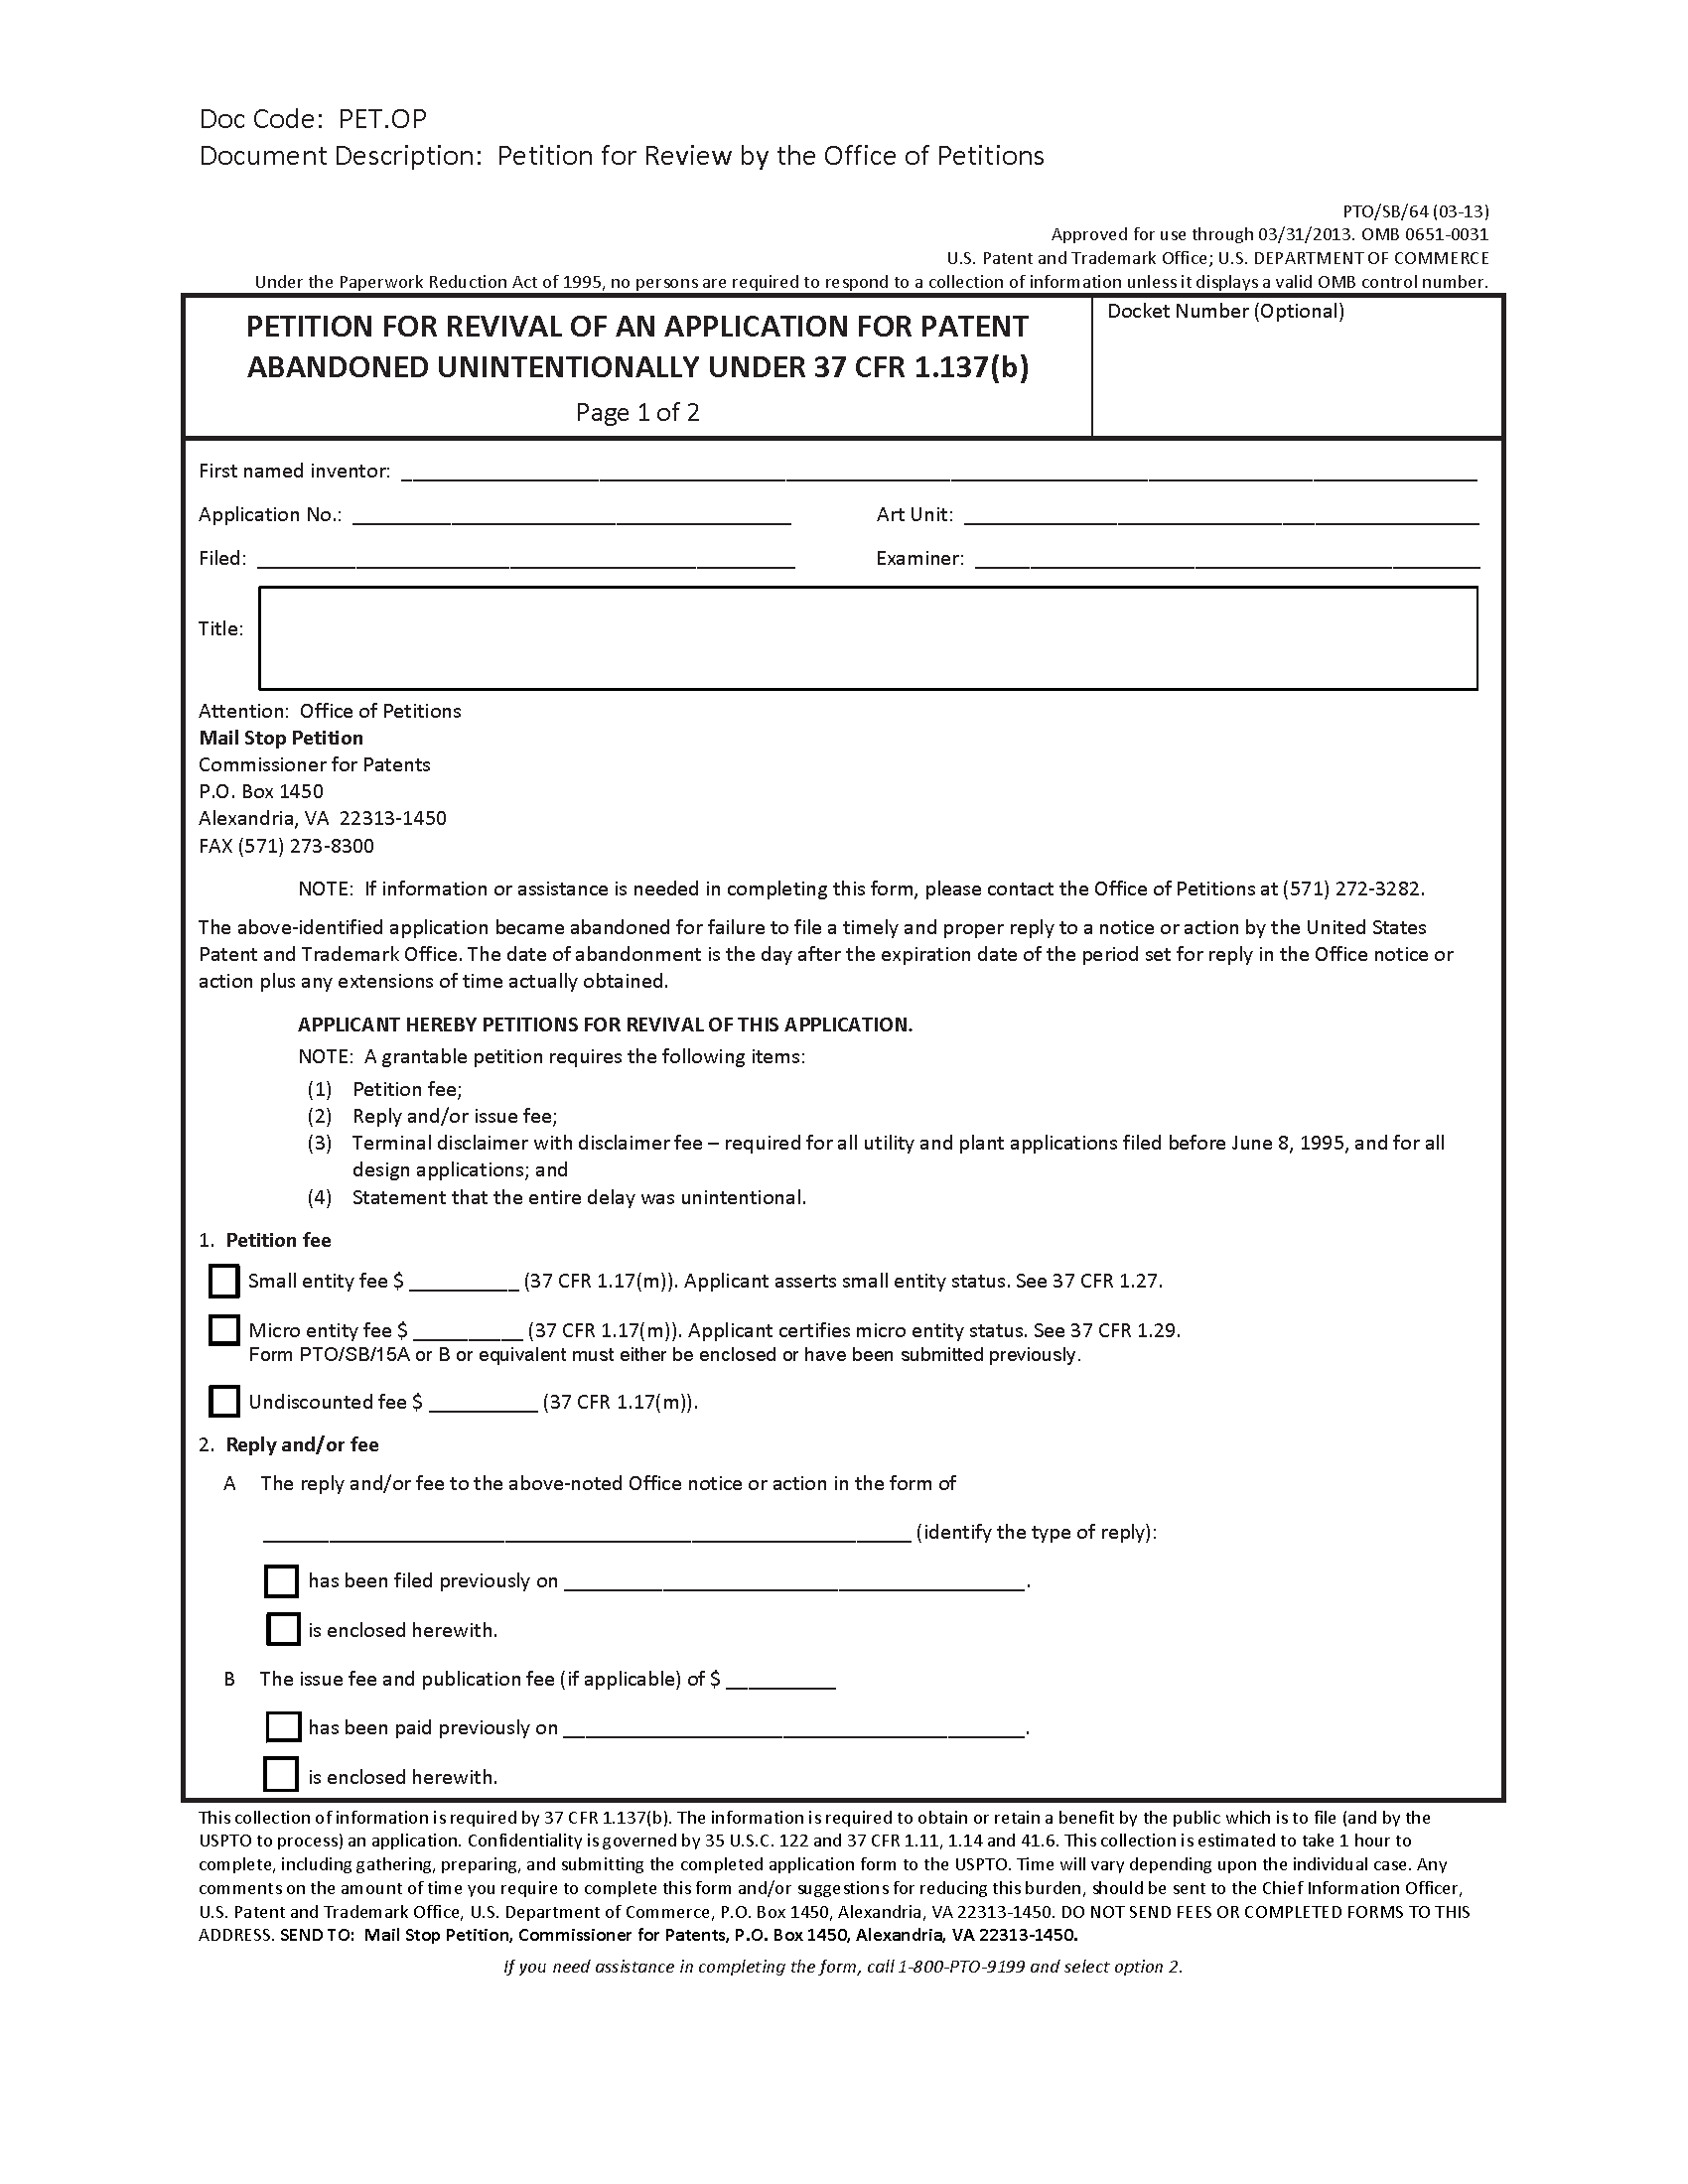 Doc Code: PET.OP
Document Description: Petition for Review by the Office of Petitions
PTO/SB/64 (03-13)
Approved for use through 03/31/2013. OMB 0651-0031
U.S. Patent and Trademark Office; U.S. DEPARTMENT OF COMMERCE
Under the Paperwork Reduction Act of 1995, no persons are required to respond to a collection of information unless it displays a valid OMB control number.
PETITION FOR REVIVAL OF AN APPLICATION FOR PATENT
ABANDONED UNINTENTIONALLY UNDER 37 CFR 1.137(b)
Page 1 of 2
Docket Number (Optional)
First named inventor:
Application No.: Art Unit:
Filed: Examiner:
Title:
Attention: Office of Petitions
Mail Stop Petition
Commissioner for Patents
P.O. Box 1450
Alexandria, VA 22313-1450
FAX (571) 273-8300
NOTE: If information or assistance is needed in completing this form, please contact the Office of Petitions at (571) 272-3282.
The above-identified application became abandoned for failure to file a timely and proper reply to a notice or action by the United States
Patent and Trademark Office. The date of abandonment is the day after the expiration date of the period set for reply in the Office notice or
action plus any extensions of time actually obtained.
APPLICANT HEREBY PETITIONS FOR REVIVAL OF THIS APPLICATION.
NOTE: A grantable petition requires the following items:
(1) Petition fee;
(2) Reply and/or issue fee;
(3) Terminal disclaimer with disclaimer fee – required for all utility and plant applications filed before June 8, 1995, and for all
design applications; and
(4) Statement that the entire delay was unintentional.
1. Petition fee
Small entity fee $ __________ (37 CFR 1.17(m)). Applicant asserts small entity status. See 37 CFR 1.27.
Micro entity fee $ __________ (37 CFR 1.17(m)). Applicant certifies micro entity status. See 37 CFR 1.29.
Form PTO/SB/15A or B or equivalent must either be enclosed or have been submitted previously.
Undiscounted fee $ __________ (37 CFR 1.17(m)).
2. Reply and/or fee
A The reply and/or fee to the above-noted Office notice or action in the form of
(identify the type of reply):
has been filed previously on ____________________.
is enclosed herewith.
B The issue fee and publication fee (if applicable) of $ __________
has been paid previously on ____________________.
is enclosed herewith.
This collection of information is required by 37 CFR 1.137(b). The information is required to obtain or retain a benefit by the public which is to file (and by the
USPTO to process) an application. Confidentiality is governed by 35 U.S.C. 122 and 37 CFR 1.11, 1.14 and 41.6. This collection is estimated to take 1 hour to
complete, including gathering, preparing, and submitting the completed application form to the USPTO. Time will vary depending upon the individual case. Any
comments on the amount of time you require to complete this form and/or suggestions for reducing this burden, should be sent to the Chief Information Officer,
U.S. Patent and Trademark Office, U.S. Department of Commerce, P.O. Box 1450, Alexandria, VA 22313-1450. DO NOT SEND FEES OR COMPLETED FORMS TO THIS
ADDRESS. SEND TO: Mail Stop Petition, Commissioner for Patents, P.O. Box 1450, Alexandria, VA 22313-1450.
If you need assistance in completing the form, call 1-800-PTO-9199 and select option 2.